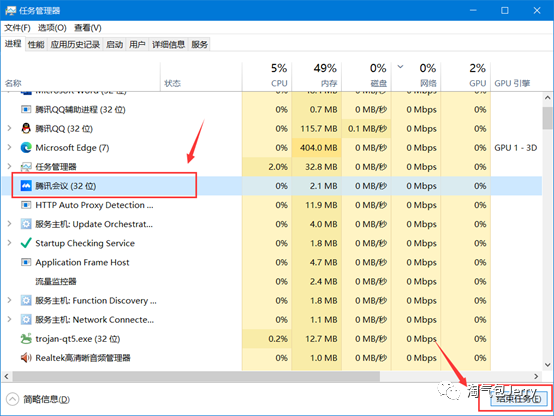 任务管理器
文件(F) 选项(O) 查看(V)
进程 性能 应用历史记录 启动 用户 详细信息 服务
5% 49% 0% 0% 2%
名称 状态 CPU 内存 磁盘 网络 GPU GPU 引擎
腾讯QQ辅助进程 (32 位) 0% 0.7 MB 0 MB/秒 0 Mbps 0%
腾讯QQ (32 位) 0% 115.7 MB 0.1 MB/秒 0 Mbps 0%
Microsoft Edge (7) 0% 404.0 MB 0 MB/秒 0 Mbps 0% GPU 1 - 3D
任务管理器 2.0% 32.8 MB 0 MB/秒 0 Mbps 0%
腾讯会议 (32 位) 0% 2.1 MB 0 MB/秒 0 Mbps 0%
HTTP Auto Proxy Detection ... 0% 11.9 MB 0 MB/秒 0 Mbps 0%
服务主机: Update Orchestrat... 0% 4.0 MB 0 MB/秒 0 Mbps 0%
Startup Checking Service 0% 1.8 MB 0 MB/秒 0 Mbps 0%
Application Frame Host 0% 4.7 MB 0 MB/秒 0 Mbps 0%
流量监控器 0% 2.4 MB 0 MB/秒 0 Mbps 0%
服务主机: Function Discovery ... 0% 1.8 MB 0 MB/秒 0 Mbps 0%
服务主机: Network Connecte... 0% 1.1 MB 0 MB/秒 0 Mbps 0%
trojan-qt5.exe (32 位) 0.2% 12.7 MB 0 MB/秒 0 Mbps 0%
Realtek高清晰音频管理器 0% 1.0 MB 0 MB/秒 0 Mbps 0%
简略信息(D) 结束任务(E)
淘气包Jerry